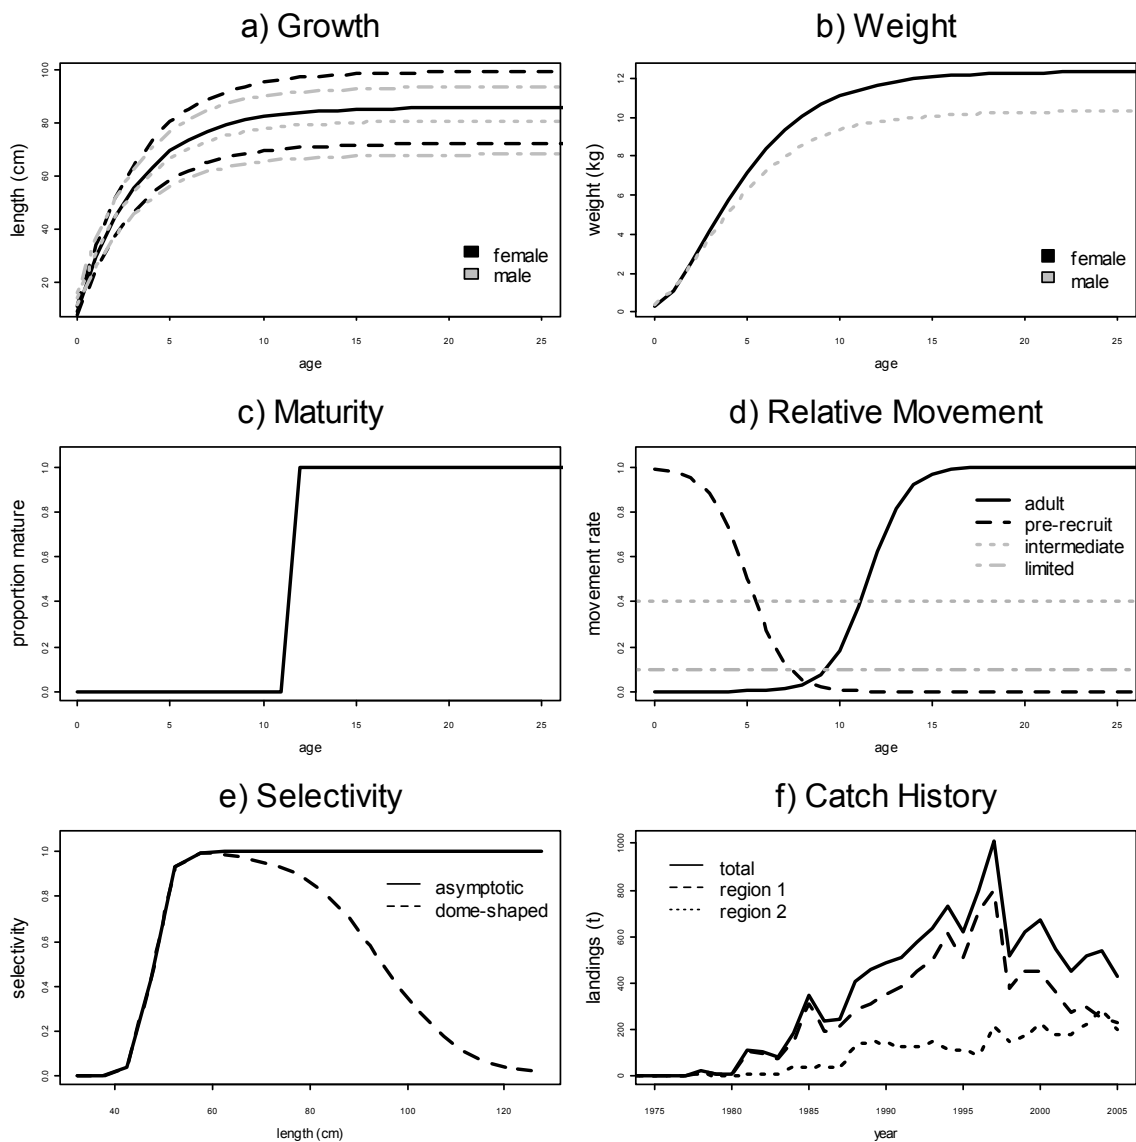 a) Growth
length (cm)
100
80
60
40
20
female
male
0 5 10 15 20 25
age
b) Weight
weight (kg)
12
10
8
6
4
2
0
female
male
0 5 10 15 20 25
age
c) Maturity
proportion mature
1.0
0.8
0.6
0.4
0.2
0.0
0 5 10 15 20 25
age
d) Relative Movement
movement rate
1.0
0.8
0.6
0.4
0.2
0.0
adult
pre-recruit
intermediate
limited
0 5 10 15 20 25
age
e) Selectivity
selectivity
1.0
0.8
0.6
0.4
0.2
0.0
asymptotic
dome-shaped
40 60 80 100 120
length (cm)
f) Catch History
landings (t)
1000
800
600
400
200
0
total
region 1
region 2
1975 1980 1985 1990 1995 2000 2005
year